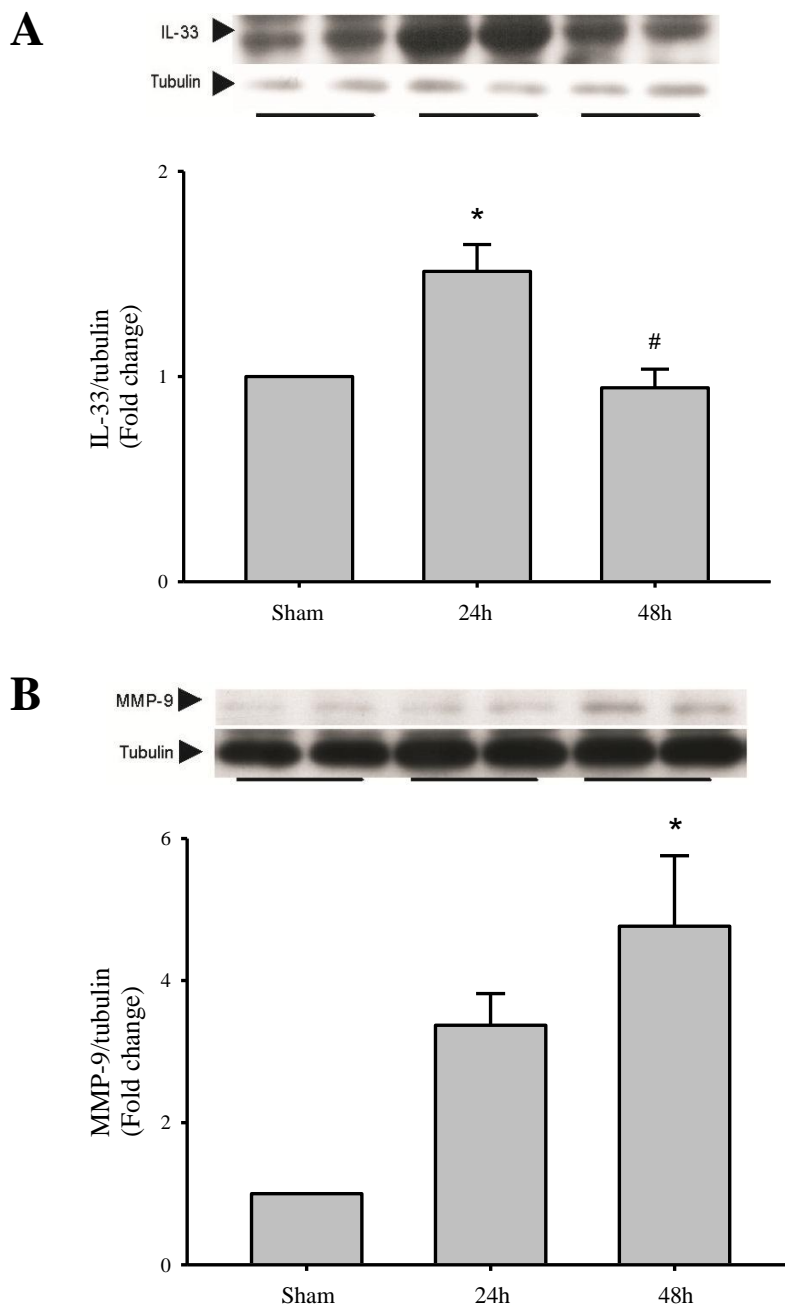 A
IL-33
Tubulin
2
*
IL-33/tubulin
(Fold change)
#
1
0
Sham 24h 48h
B
MMP-9
Tubulin
6
*
MMP-9/tubulin
(Fold change)
4
2
0
Sham 24h 48h